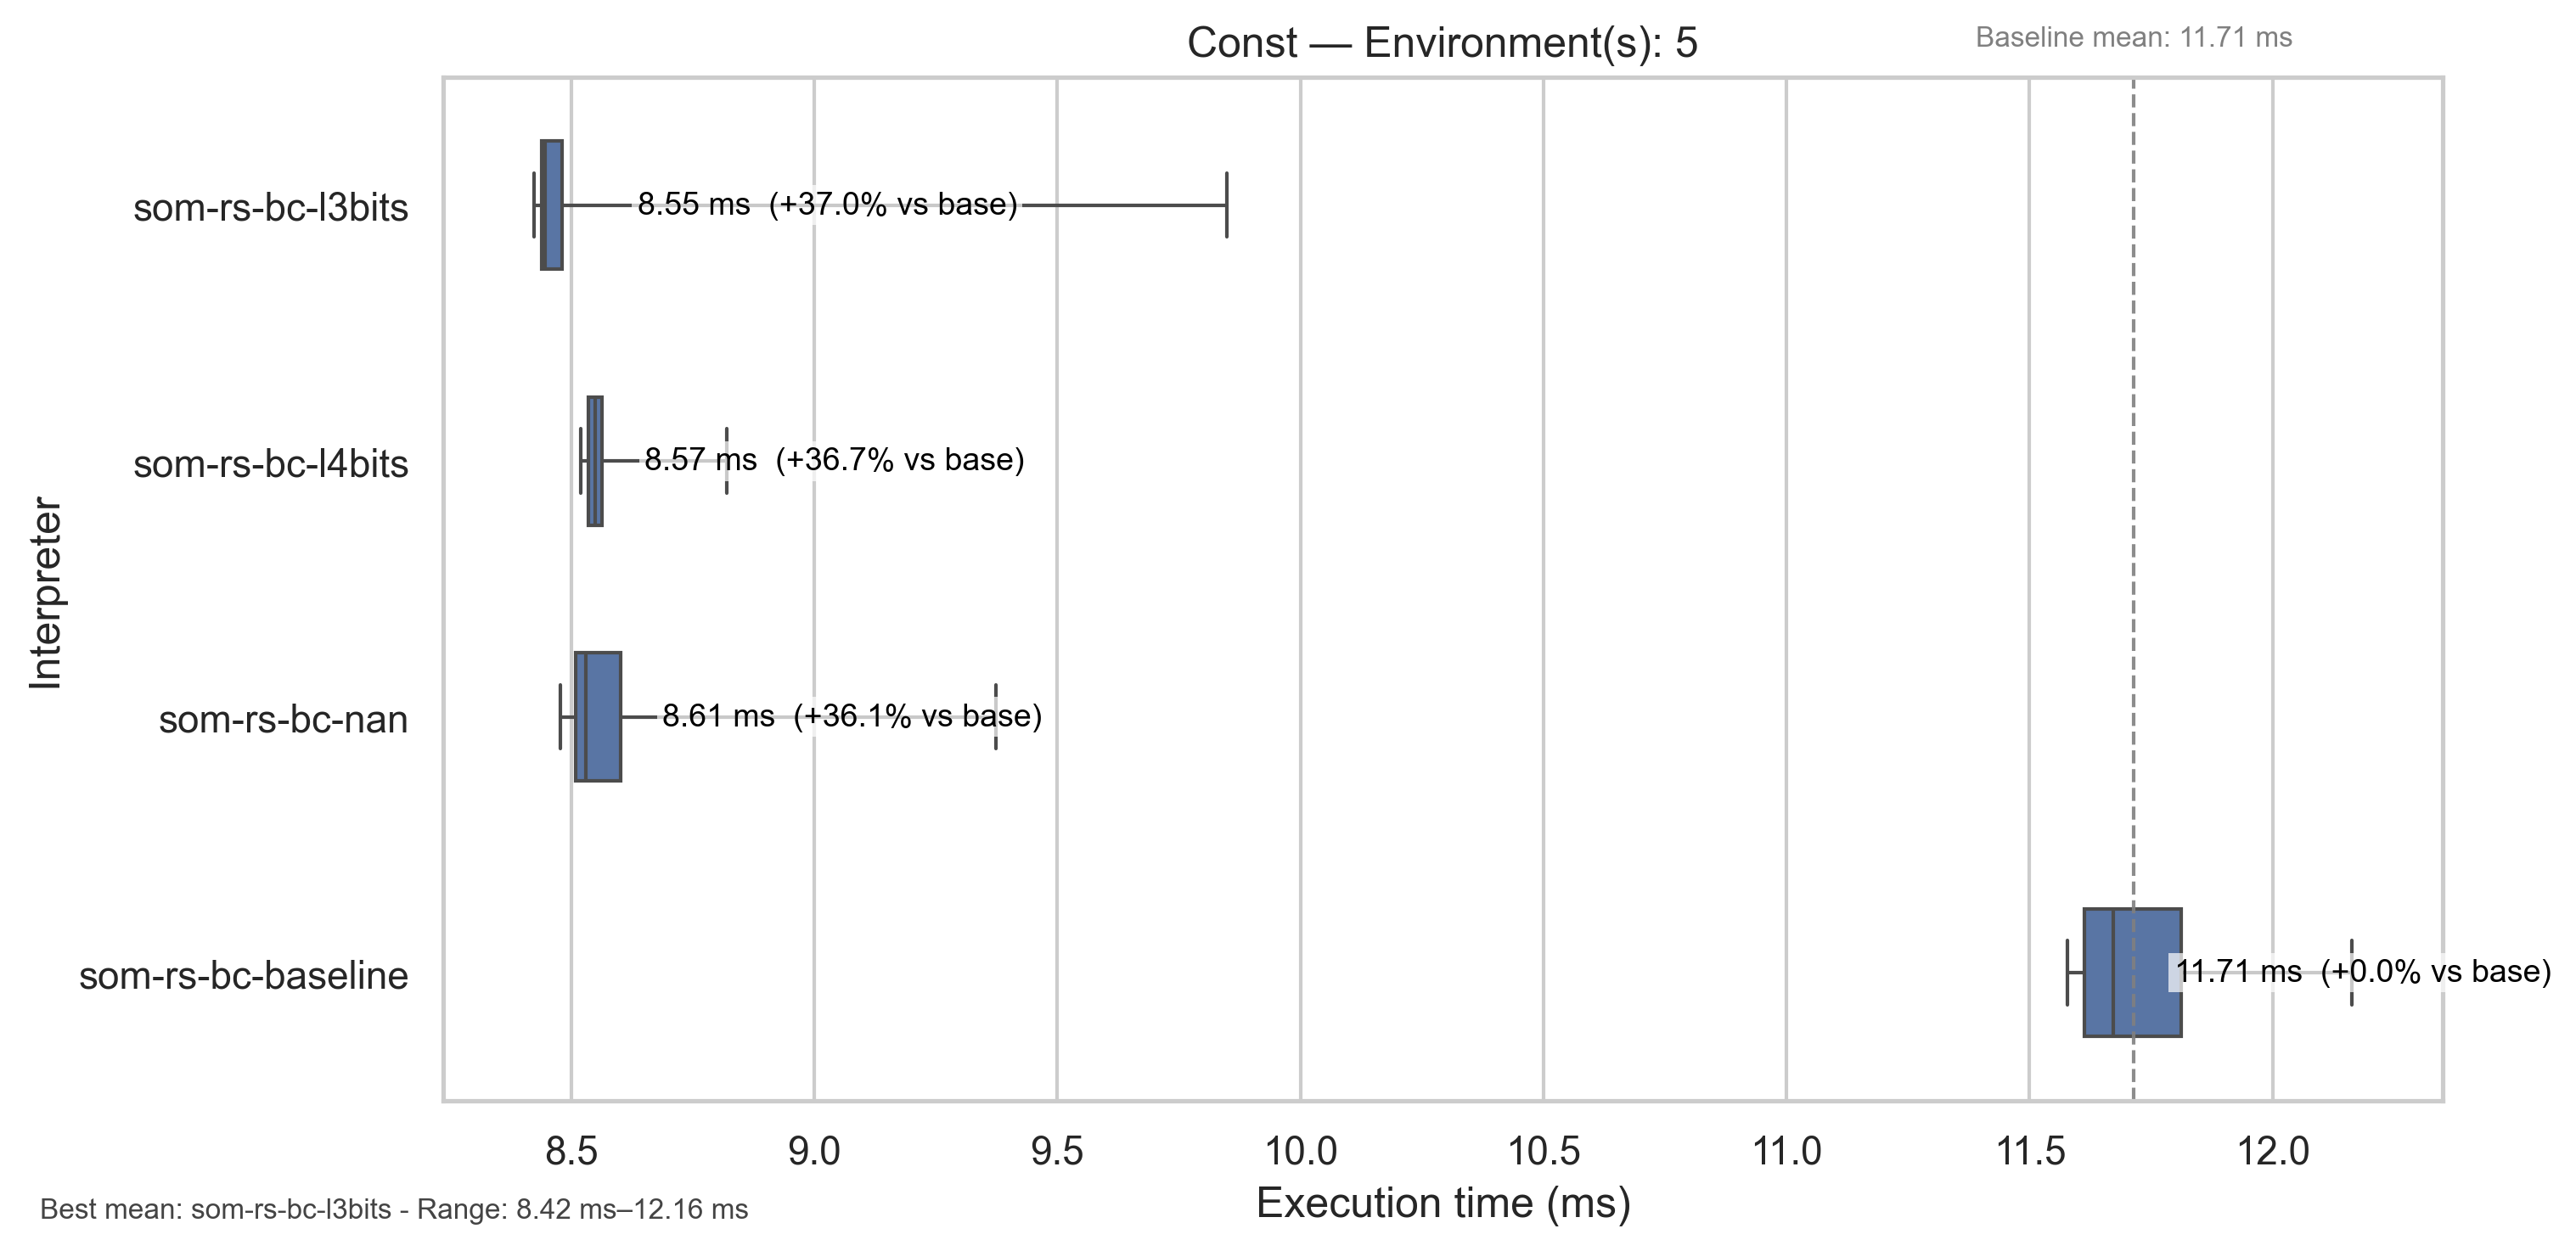 Const — Environment(s): 5
Baseline mean: 11.71 ms
Interpreter
som-rs-bc-l3bits
8.55 ms (+37.0% vs base)
som-rs-bc-l4bits
8.57 ms (+36.7% vs base)
som-rs-bc-nan
8.61 ms (+36.1% vs base)
som-rs-bc-baseline
11.71 ms (+0.0% vs base)
8.5 9.0 9.5 10.0 10.5 11.0 11.5 12.0
Execution time (ms)
Best mean: som-rs-bc-l3bits - Range: 8.42 ms–12.16 ms